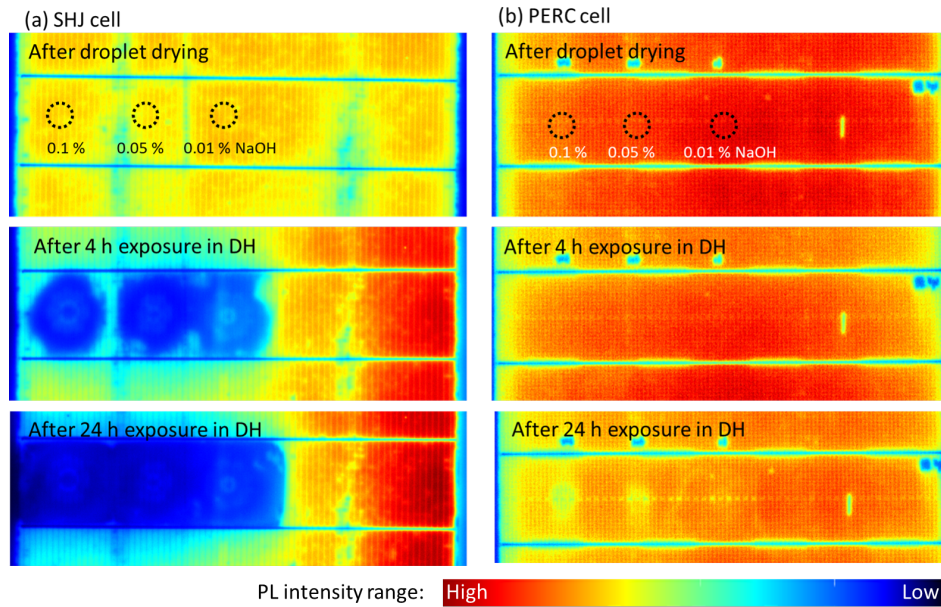 (a) SHJ cell
After droplet drying
0.1 % 0.05 % 0.01 % NaOH
After 4 h exposure in DH
After 24 h exposure in DH
(b) PERC cell
After droplet drying
0.1 % 0.05 % 0.01 % NaOH
After 4 h exposure in DH
After 24 h exposure in DH
PL intensity range: High Low